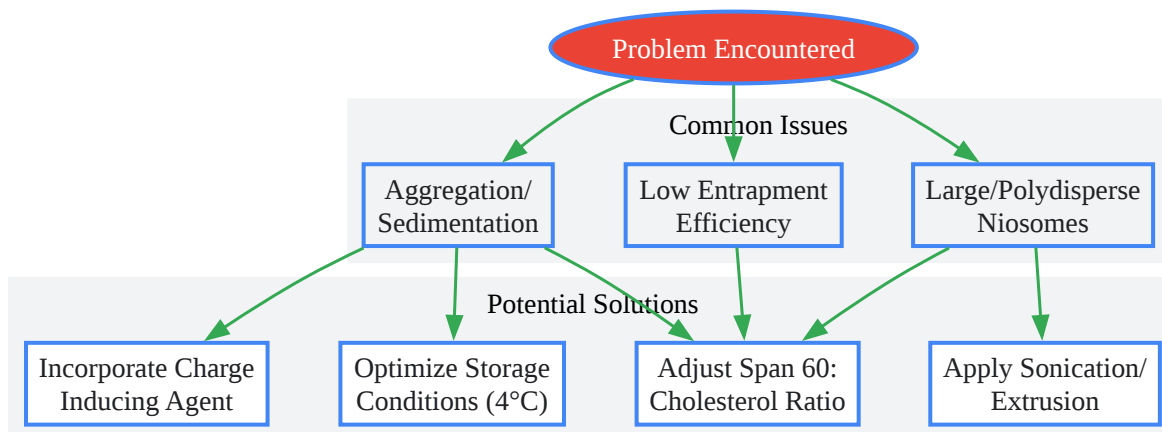 Problem Encountered
Common Issues
Aggregation/
Sedimentation
Low Entrapment
Efficiency
Large/Polydisperse
Niosomes
Potential Solutions
Incorporate Charge
Inducing Agent
Optimize Storage
Conditions (4°C)
Adjust Span 60:
Cholesterol Ratio
Apply Sonication/
Extrusion